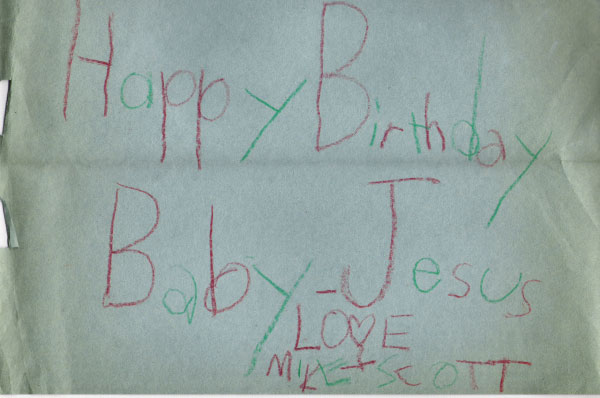 Happy Birthday
Baby-Jesus
LOVE
MIKE + SCOTT